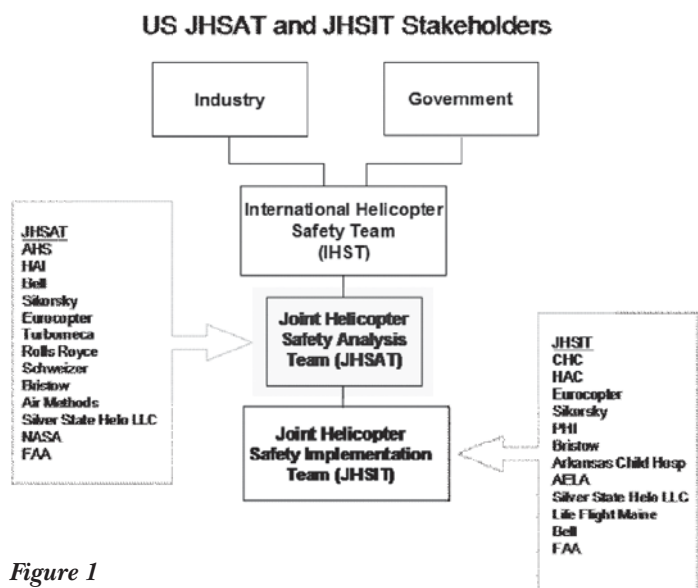 US JHSAT and JHSIT Stakeholders
Industry
Government
International Helicopter
Safety Team
(IHST)
JHSAT
AHS
HAI
Bell
Sikorsky
Eurocopter
Turbomeca
Rolls Royce
Schweizer
Bristow
Air Methods
Silver State Helo LLC
NASA
FAA
Joint Helicopter
Safety Analysis
Team (JHSAT)
Joint Helicopter
Safety Implementation
Team (JHSIT)
JHSIT
CHC
HAC
Eurocopter
Sikorsky
PHI
Bristow
Arkansas Child Hosp
AELA
Silver State Helo LLC
Life Flight Maine
Bell
FAA
Figure 1